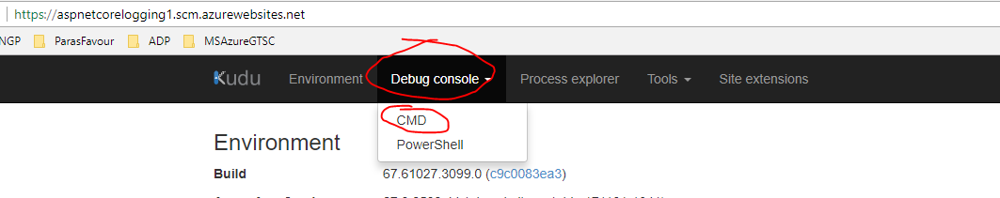 https://aspnetcorelogging1.scm.azurewebsites.net
NGP ParasFavour ADP MSAzureGTSC
Kudu Environment Debug console Process explorer Tools Site extensions
CMD
PowerShell
Environment
Build 67.61027.3099.0 (c9c0083ea3)